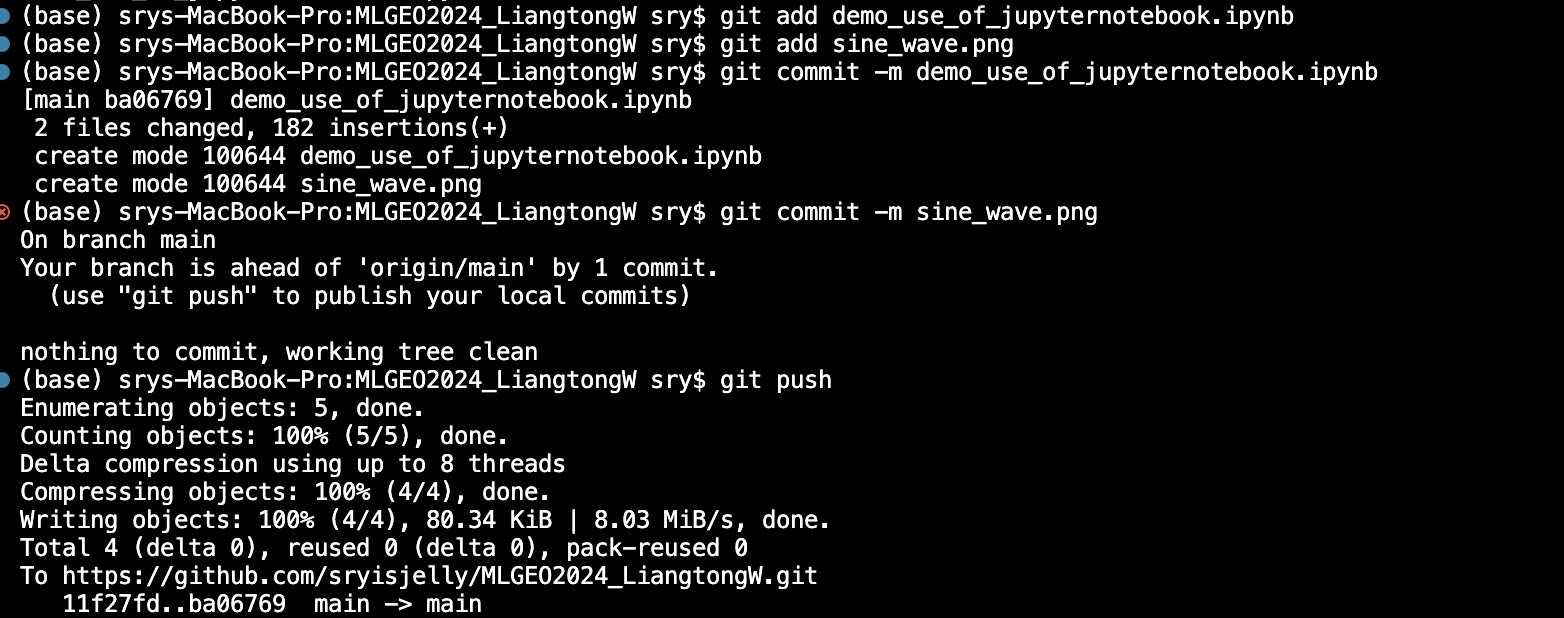 (base) srys-MacBook-Pro:MLGEO2024_LiangtongW sry$ git add demo_use_of_jupyternotebook.ipynb
(base) srys-MacBook-Pro:MLGEO2024_LiangtongW sry$ git add sine_wave.png
(base) srys-MacBook-Pro:MLGEO2024_LiangtongW sry$ git commit -m demo_use_of_jupyternotebook.ipynb
[main ba06769] demo_use_of_jupyternotebook.ipynb
 2 files changed, 182 insertions(+)
 create mode 100644 demo_use_of_jupyternotebook.ipynb
 create mode 100644 sine_wave.png
(base) srys-MacBook-Pro:MLGEO2024_LiangtongW sry$ git commit -m sine_wave.png
On branch main
Your branch is ahead of 'origin/main' by 1 commit.
  (use "git push" to publish your local commits)
nothing to commit, working tree clean
(base) srys-MacBook-Pro:MLGEO2024_LiangtongW sry$ git push
Enumerating objects: 5, done.
Counting objects: 100% (5/5), done.
Delta compression using up to 8 threads
Compressing objects: 100% (4/4), done.
Writing objects: 100% (4/4), 80.34 KiB | 8.03 MiB/s, done.
Total 4 (delta 0), reused 0 (delta 0), pack-reused 0
To https://github.com/sryisjelly/MLGEO2024_LiangtongW.git
   11f27fd..ba06769  main -> main